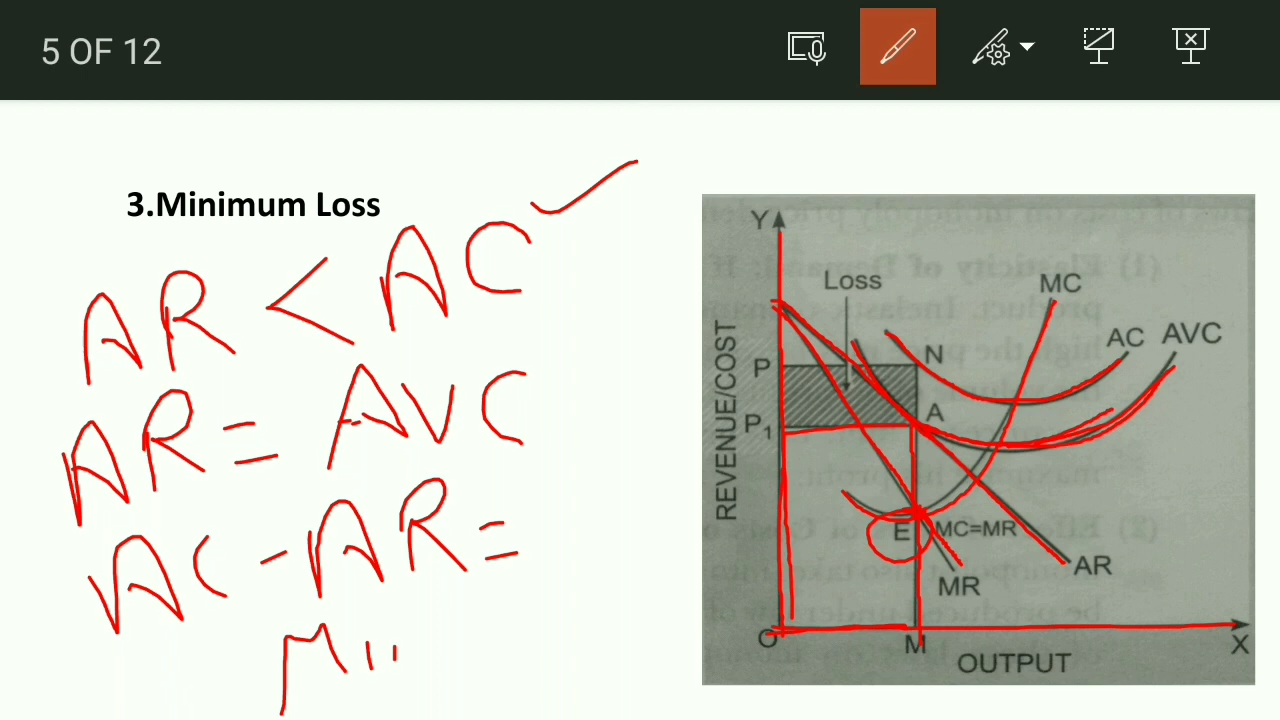 5 OF 12
3.Minimum Loss
AR < AC
AR = AVC
AC - AR =
Y
Loss
MC
AC
AVC
P
N
P1
A
REVENUE/COST
E
MC=MR
AR
MR
O
M
X
OUTPUT